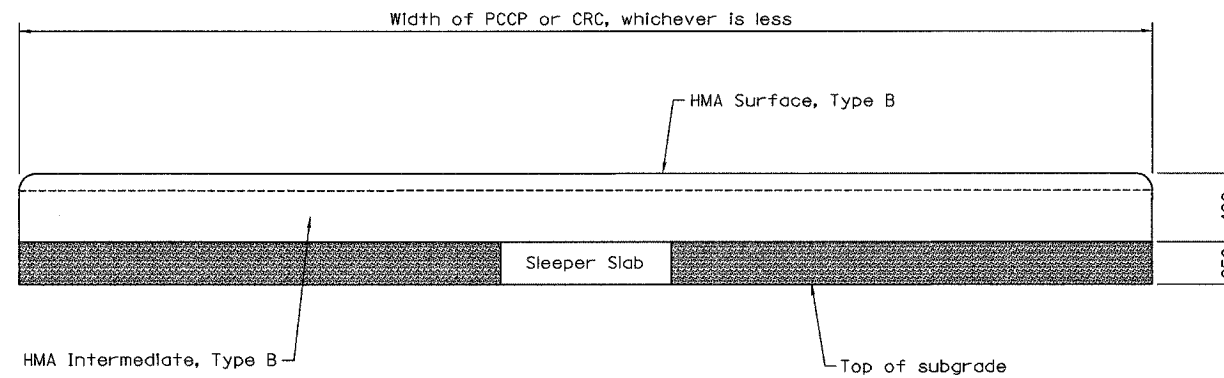 Width of PCCP or CRC, whichever is less
HMA Surface, Type B
Sleeper Slab
HMA Intermediate, Type B
Top of subgrade